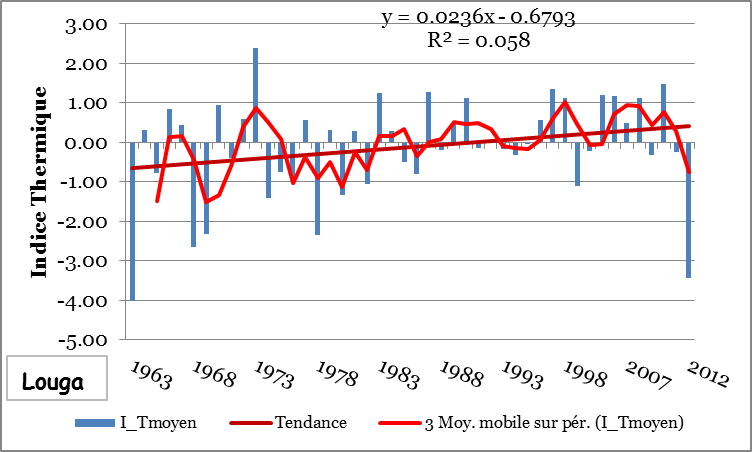 y = 0.0236x - 0.6793
R² = 0.058
3.00
2.00
1.00
0.00
-1.00
-2.00
-3.00
-4.00
-5.00
Indice Thermique
1963
1968
1973
1978
1983
1988
1993
1998
2007
2012
Louga
I_Tmoyen
Tendance
3 Moy. mobile sur pér. (I_Tmoyen)